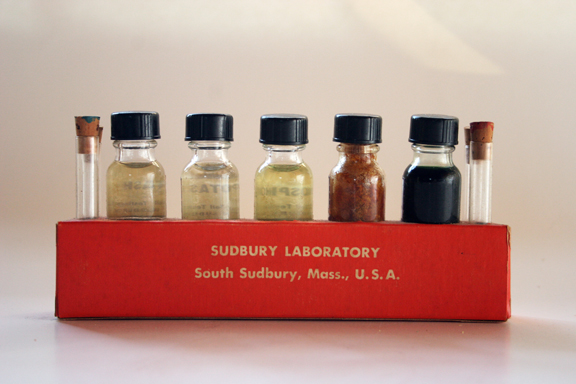 SUDBURY LABORATORY
South Sudbury, Mass., U.S.A.